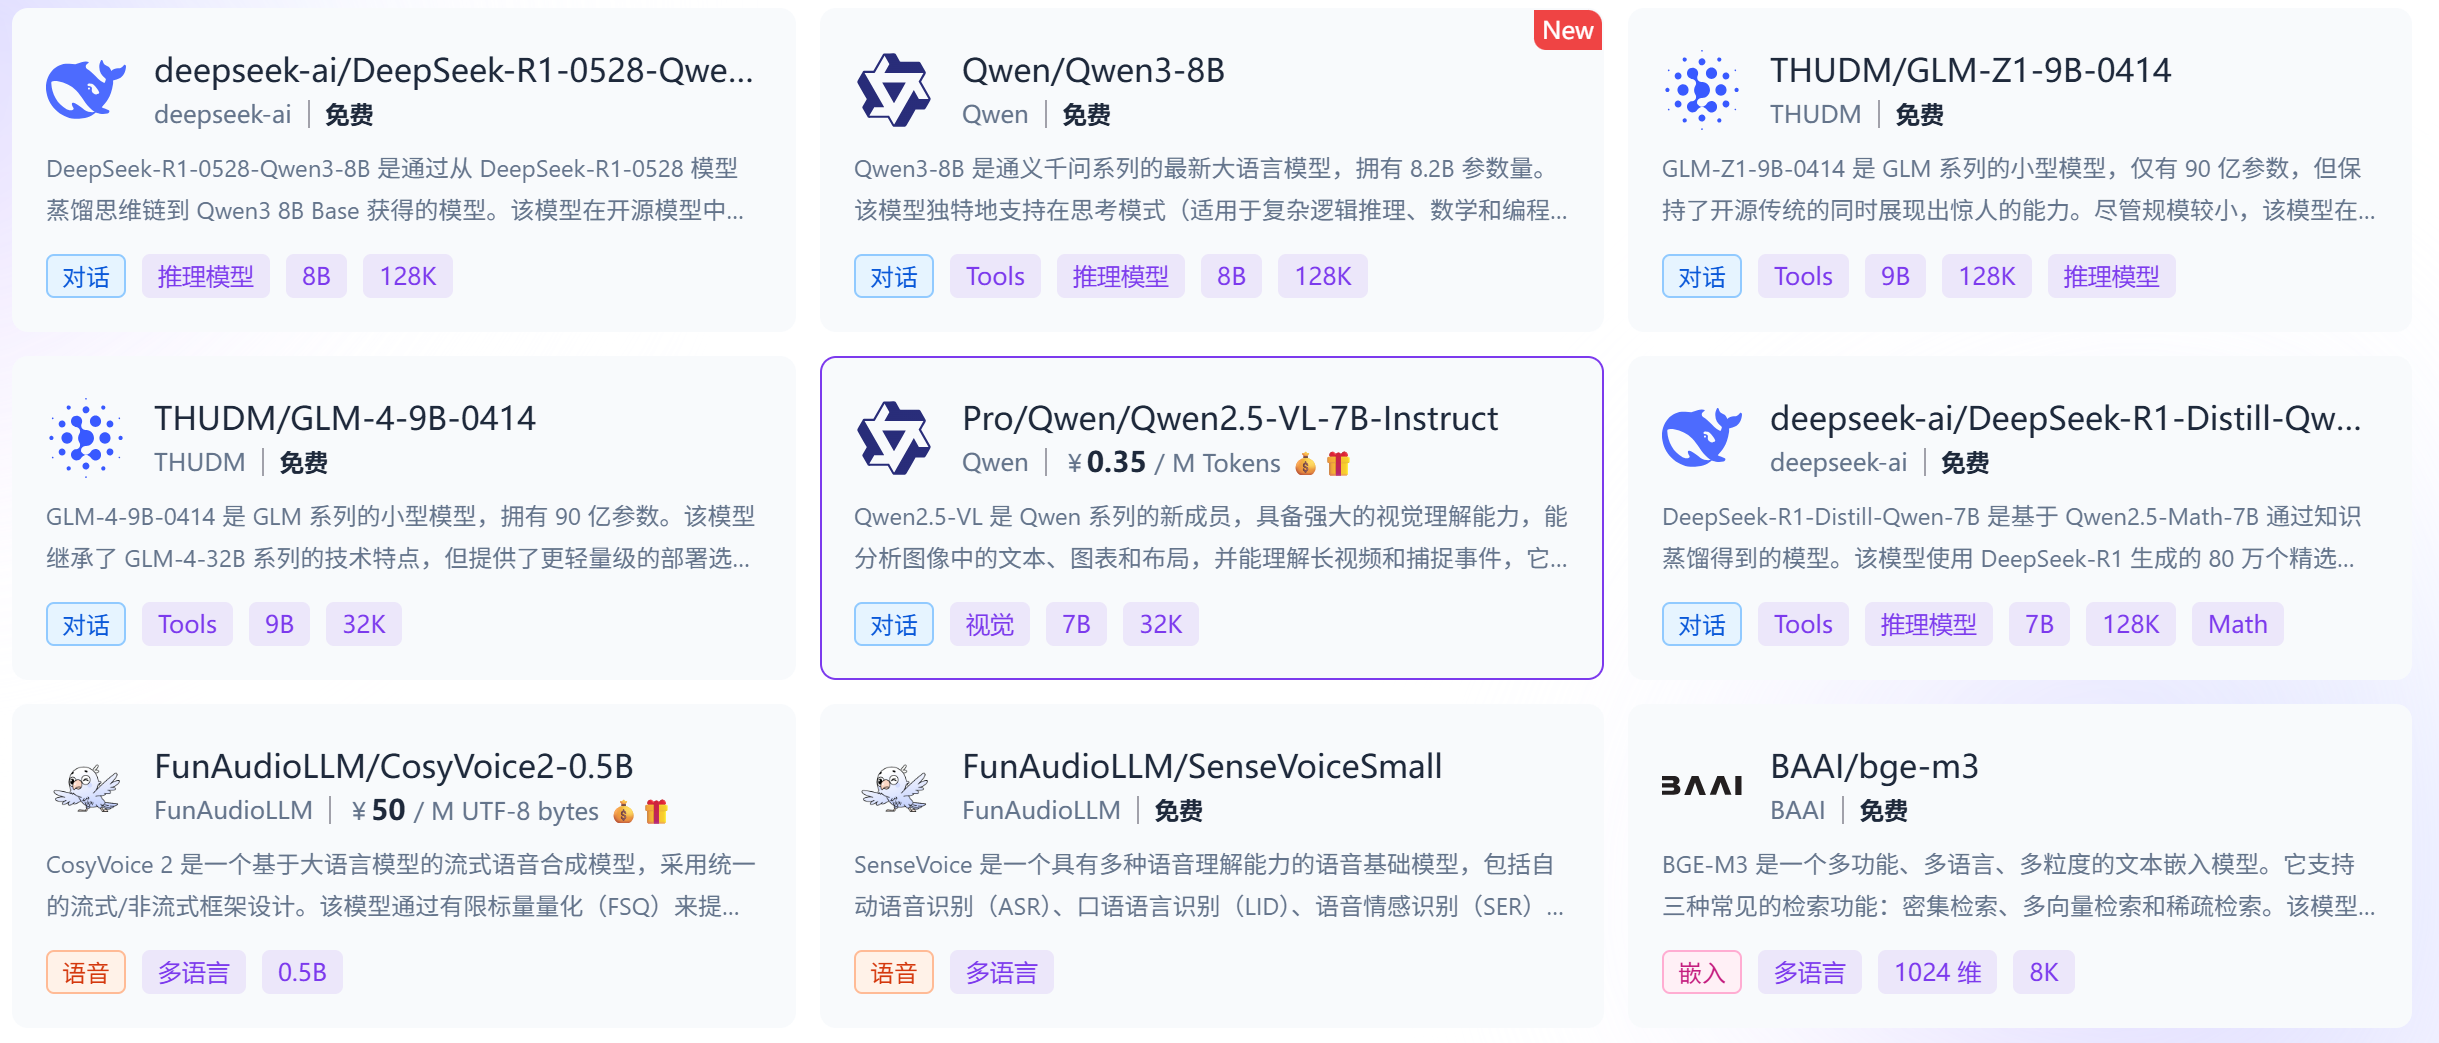 deepseek-ai/DeepSeek-R1-0528-Qwe...
deepseek-ai | 免费
DeepSeek-R1-0528-Qwen3-8B 是通过从 DeepSeek-R1-0528 模型
蒸馏思维链到 Qwen3 8B Base 获得的模型。该模型在开源模型中...
对话 推理模型 8B 128K
New
Qwen/Qwen3-8B
Qwen | 免费
Qwen3-8B 是通义千问系列的最新大语言模型，拥有 8.2B 参数量。
该模型独特地支持在思考模式（适用于复杂逻辑推理、数学和编程...
对话 Tools 推理模型 8B 128K
THUDM/GLM-Z1-9B-0414
THUDM | 免费
GLM-Z1-9B-0414 是 GLM 系列的小型模型，仅有 90 亿参数，但保
持了开源传统的同时展现出惊人的能力。尽管规模较小，该模型在...
对话 Tools 9B 128K 推理模型
THUDM/GLM-4-9B-0414
THUDM | 免费
GLM-4-9B-0414 是 GLM 系列的小型模型，拥有 90 亿参数。该模型
继承了 GLM-4-32B 系列的技术特点，但提供了更轻量级的部署选...
对话 Tools 9B 32K
Pro/Qwen/Qwen2.5-VL-7B-Instruct
Qwen | ￥0.35 / M Tokens 💰 🎁
Qwen2.5-VL 是 Qwen 系列的新成员，具备强大的视觉理解能力，能
分析图像中的文本、图表和布局，并能理解长视频和捕捉事件，它...
对话 视觉 7B 32K
deepseek-ai/DeepSeek-R1-Distill-Qw...
deepseek-ai | 免费
DeepSeek-R1-Distill-Qwen-7B 是基于 Qwen2.5-Math-7B 通过知识
蒸馏得到的模型。该模型使用 DeepSeek-R1 生成的 80 万个精选...
对话 Tools 推理模型 7B 128K Math
FunAudioLLM/CosyVoice2-0.5B
FunAudioLLM | ￥50 / M UTF-8 bytes 💰 🎁
CosyVoice 2 是一个基于大语言模型的流式语音合成模型，采用统一
的流式/非流式框架设计。该模型通过有限标量量化（FSQ）来提...
语音 多语言 0.5B
FunAudioLLM/SenseVoiceSmall
FunAudioLLM | 免费
SenseVoice 是一个具有多种语音理解能力的语音基础模型，包括自
动语音识别（ASR）、口语语言识别（LID）、语音情感识别（SER）...
语音 多语言
BAAI
BAAI/bge-m3
BAAI | 免费
BGE-M3 是一个多功能、多语言、多粒度的文本嵌入模型。它支持
三种常见的检索功能：密集检索、多向量检索和稀疏检索。该模型...
嵌入 多语言 1024 维 8K